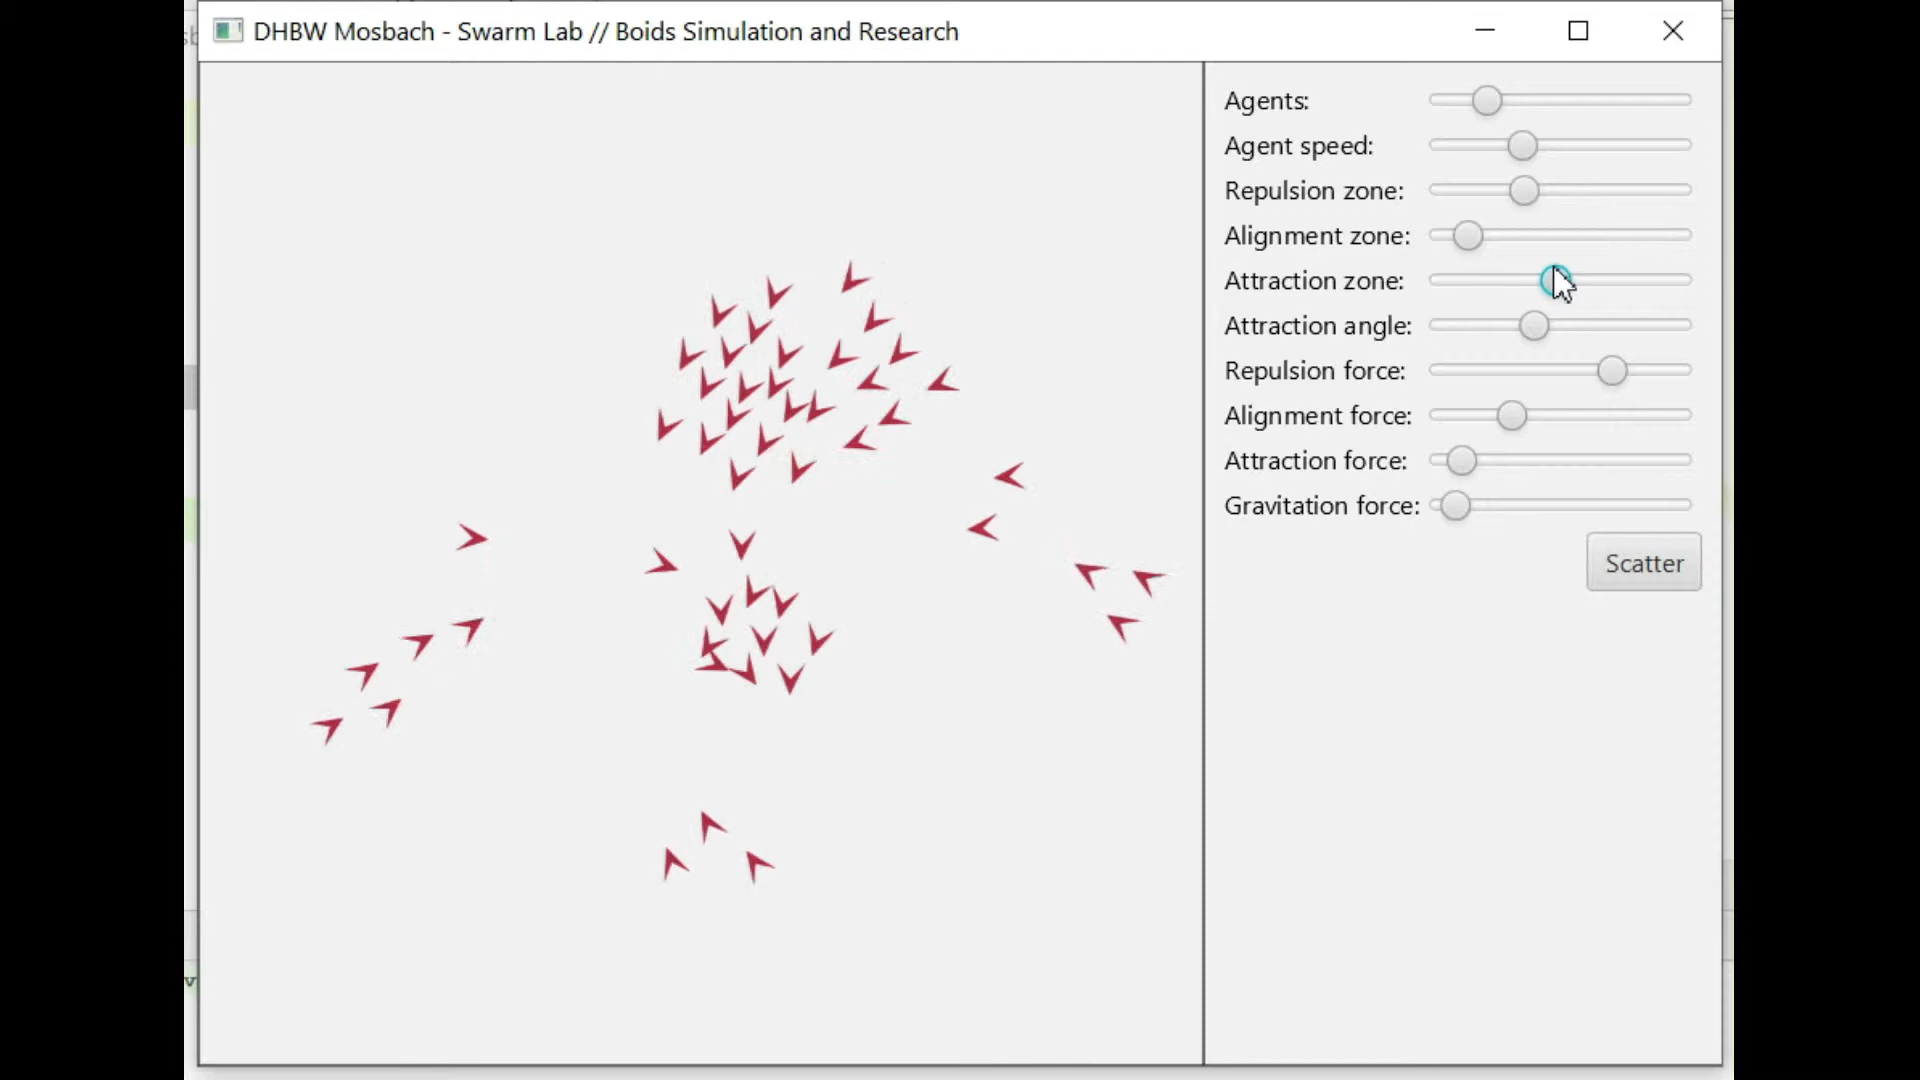 DHBW Mosbach - Swarm Lab // Boids Simulation and Research
Agents:
Agent speed:
Repulsion zone:
Alignment zone:
Attraction zone:
Attraction angle:
Repulsion force:
Alignment force:
Attraction force:
Gravitation force:
Scatter